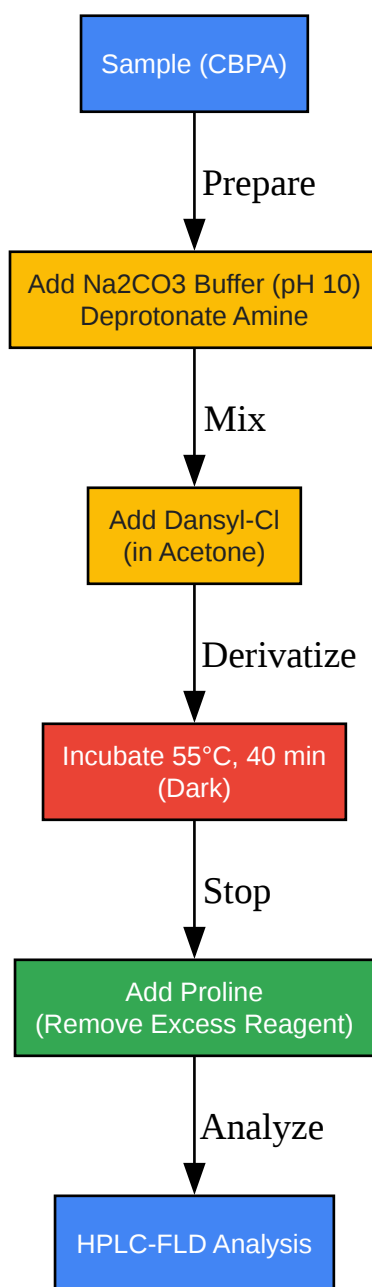 Sample (CBPA)
Prepare
Add Na2CO3 Buffer (pH 10)
Deprotonate Amine
Mix
Add Dansyl-Cl
(in Acetone)
Derivatize
Incubate 55°C, 40 min
(Dark)
Stop
Add Proline
(Remove Excess Reagent)
Analyze
HPLC-FLD Analysis